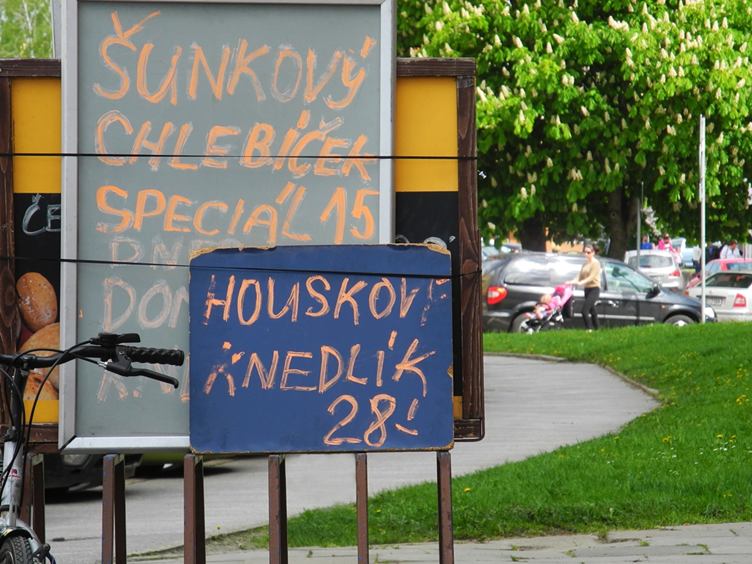 ŠUNKOVÝ
CHLEBÍČEK
SPECIÁL 15
HOUSKOVÝ
KNEDLÍK
28,-